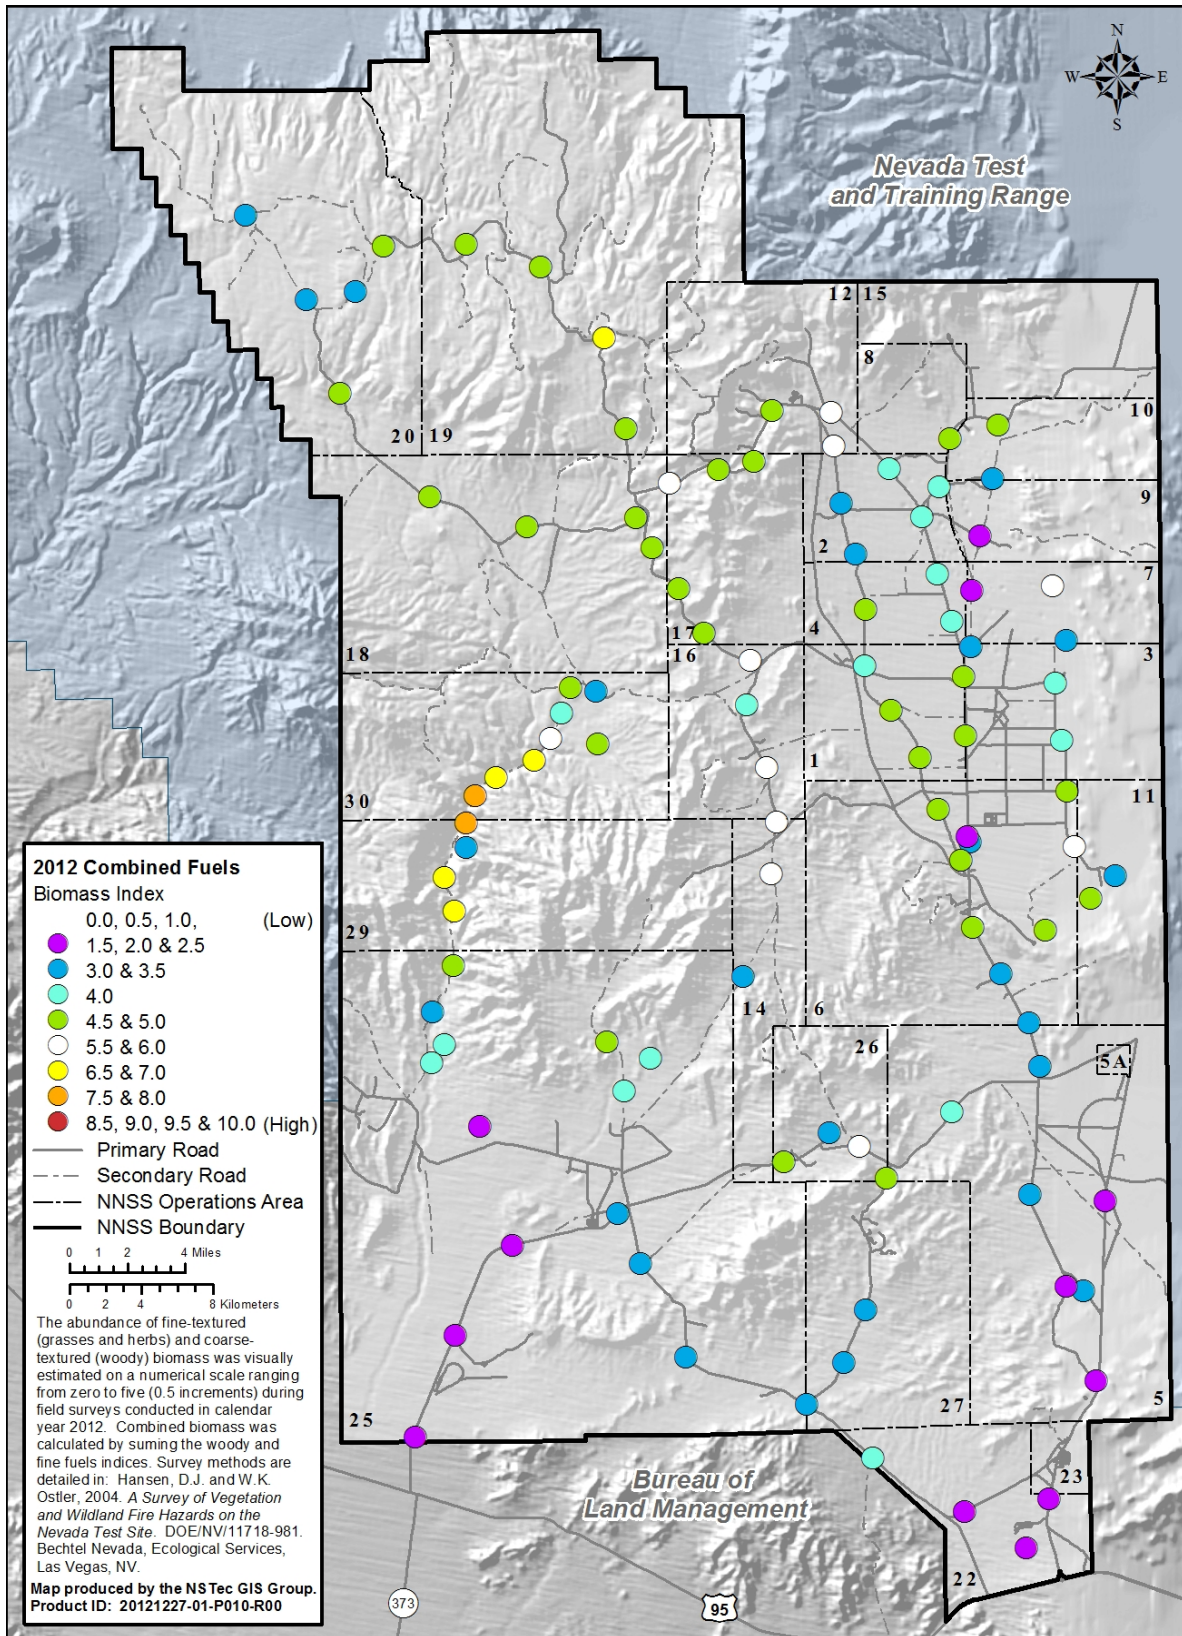 N
W E
S
Nevada Test
and Training Range
12 15
8
10
20 19
9
2
7
17
4
18
16
3
1
30
11
29
14
6
26
5A
25
27
5
23
22
Bureau of
Land Management
373
95
2012 Combined Fuels
Biomass Index
0.0, 0.5, 1.0, (Low)
1.5, 2.0 & 2.5
3.0 & 3.5
4.0
4.5 & 5.0
5.5 & 6.0
6.5 & 7.0
7.5 & 8.0
8.5, 9.0, 9.5 & 10.0 (High)
Primary Road
Secondary Road
NNSS Operations Area
NNSS Boundary
0 1 2 4 Miles
0 2 4 8 Kilometers
The abundance of fine-textured
(grasses and herbs) and coarse-
textured (woody) biomass was visually
estimated on a numerical scale ranging
from zero to five (0.5 increments) during
field surveys conducted in calendar
year 2012. Combined biomass was
calculated by suming the woody and
fine fuels indices. Survey methods are
detailed in: Hansen, D.J. and W.K.
Ostler, 2004. A Survey of Vegetation
and Wildland Fire Hazards on the
Nevada Test Site. DOE/NV/11718-981.
Bechtel Nevada, Ecological Services,
Las Vegas, NV.
Map produced by the NSTec GIS Group.
Product ID: 20121227-01-P010-R00